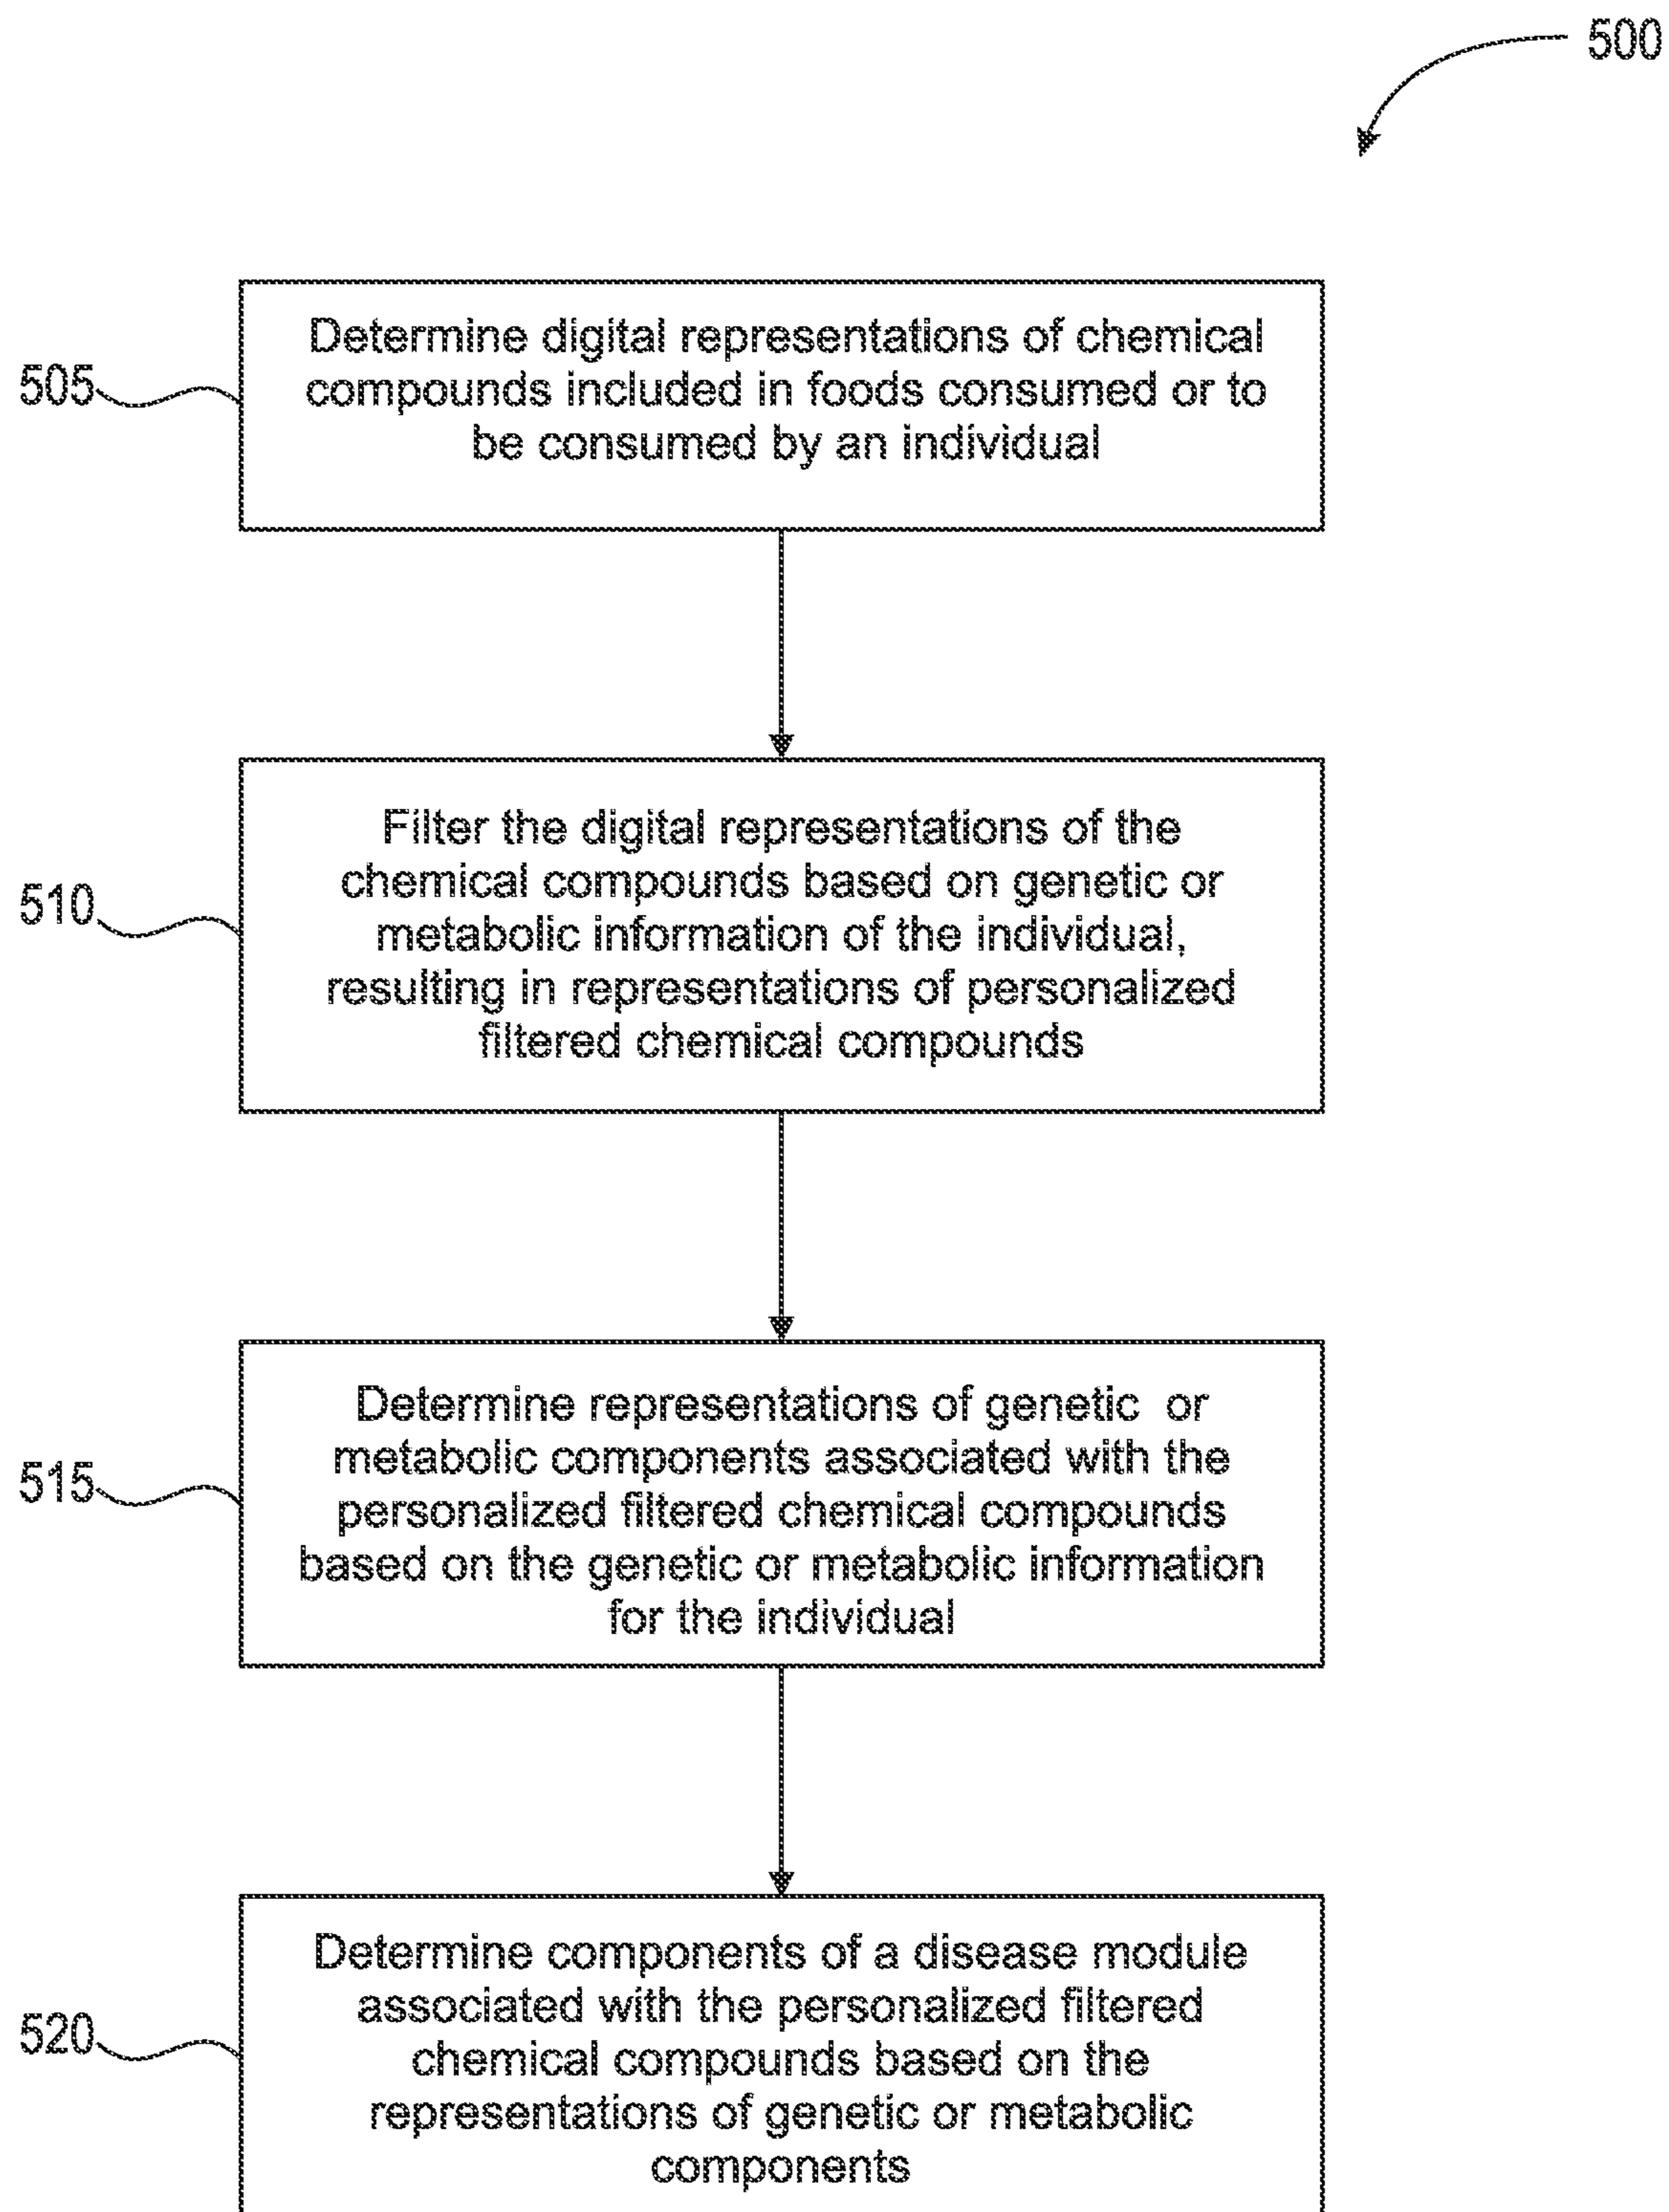 500
505
Determine digital representations of chemical
compounds included in foods consumed or to
be consumed by an individual
510
Filter the digital representations of the
chemical compounds based on genetic or
metabolic information of the individual,
resulting in representations of personalized
filtered chemical compounds
515
Determine representations of genetic or
metabolic components associated with the
personalized filtered chemical compounds
based on the genetic or metabolic information
for the individual
520
Determine components of a disease module
associated with the personalized filtered
chemical compounds based on the
representations of genetic or metabolic
components